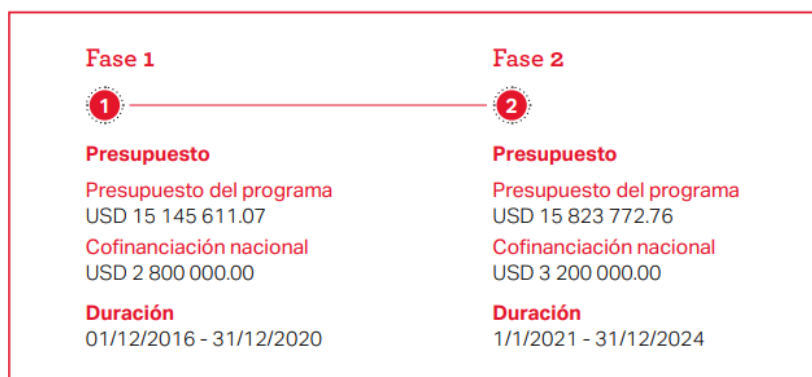 Fase 1
1
Presupuesto
Presupuesto del programa
USD 15 145 611.07
Cofinanciación nacional
USD 2 800 000.00
Duración
01/12/2016 - 31/12/2020
Fase 2
2
Presupuesto
Presupuesto del programa
USD 15 823 772.76
Cofinanciación nacional
USD 3 200 000.00
Duración
1/1/2021 - 31/12/2024